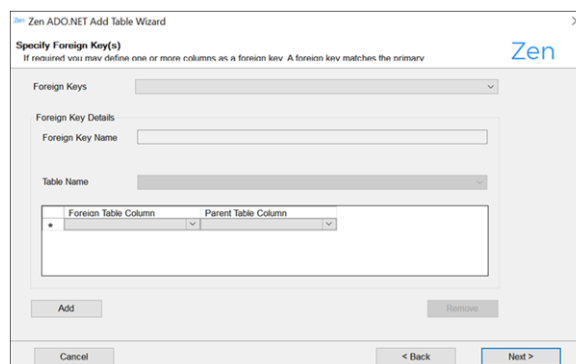 Zen Zen ADO.NET Add Table Wizard
Specify Foreign Key(s)
If required you may define one or more columns as a foreign key. A foreign key matches the primary
Zen
Foreign Keys
Foreign Key Details
Foreign Key Name
Table Name
Foreign Table Column Parent Table Column
*
Add Remove
Cancel < Back Next >